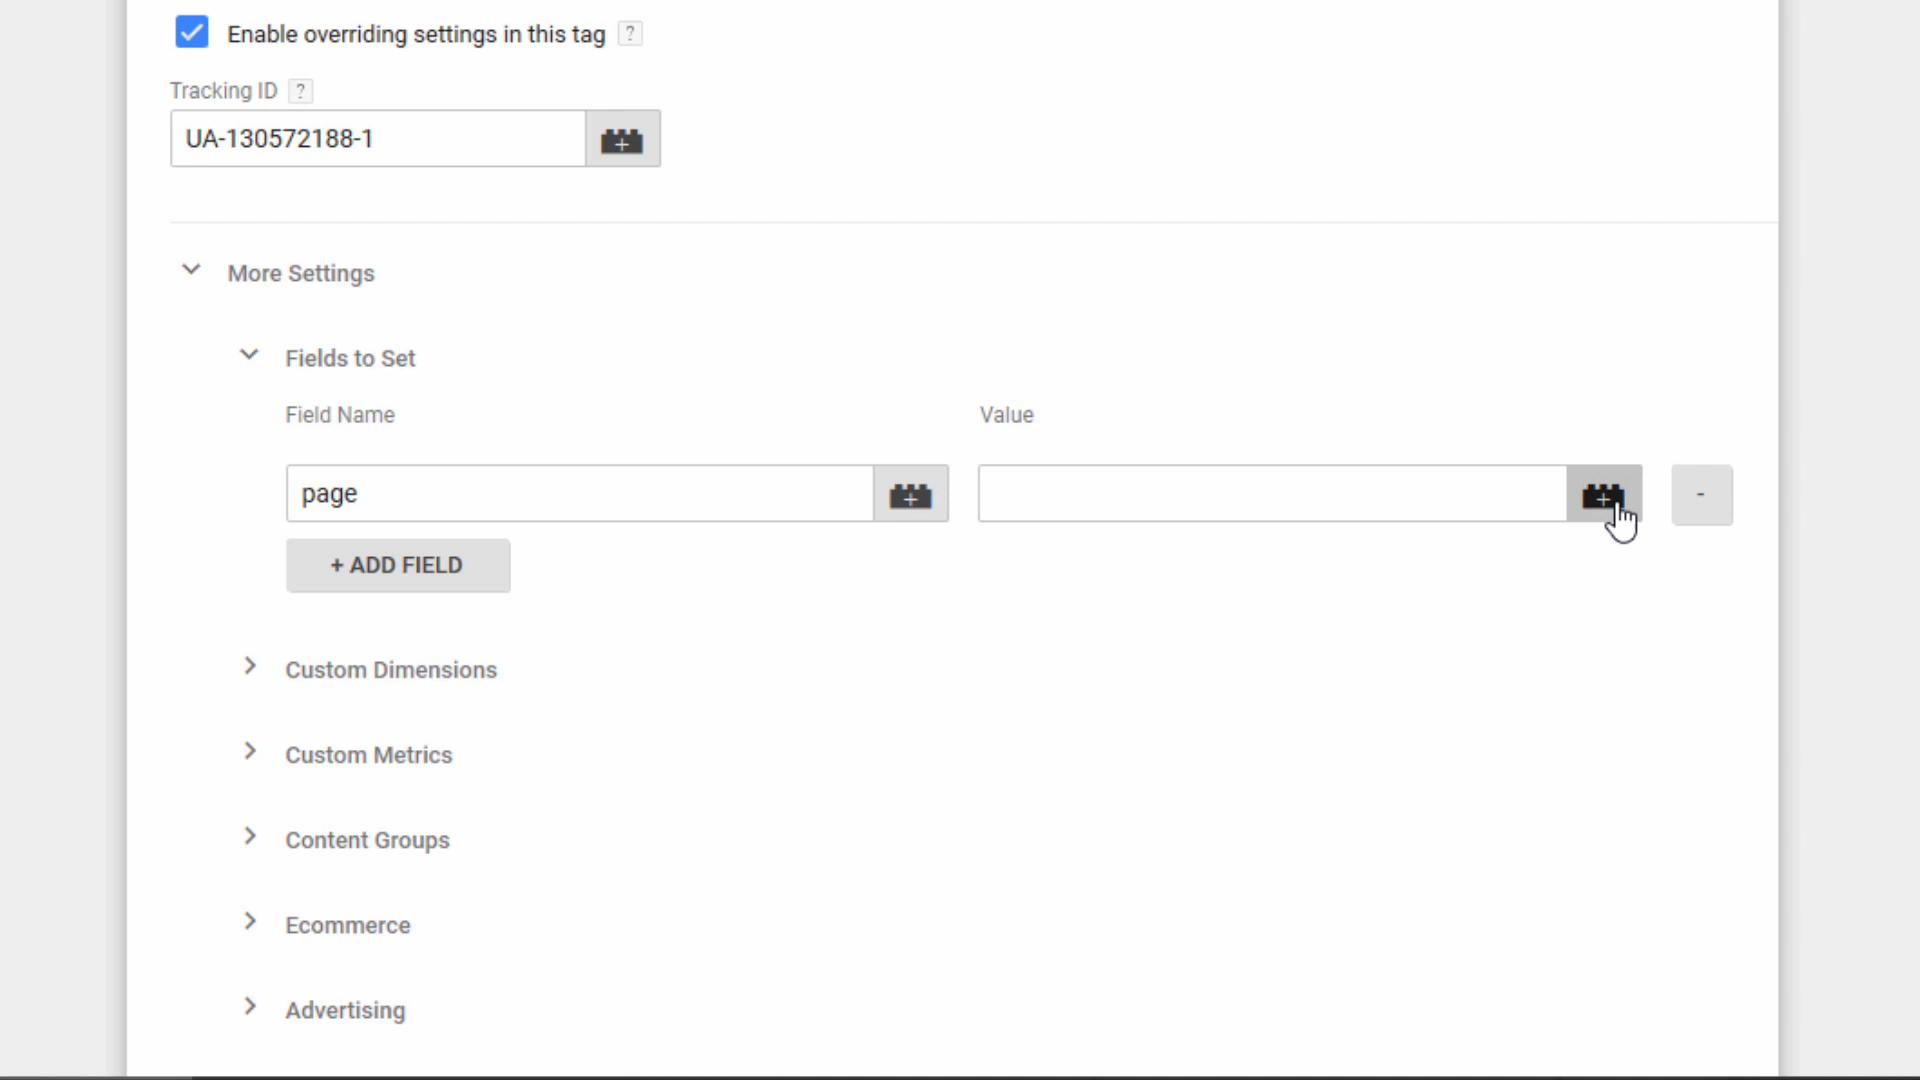 Enable overriding settings in this tag ?
Tracking ID ?
UA-130572188-1
More Settings
Fields to Set
Field Name Value
page -
+ ADD FIELD
Custom Dimensions
Custom Metrics
Content Groups
Ecommerce
Advertising